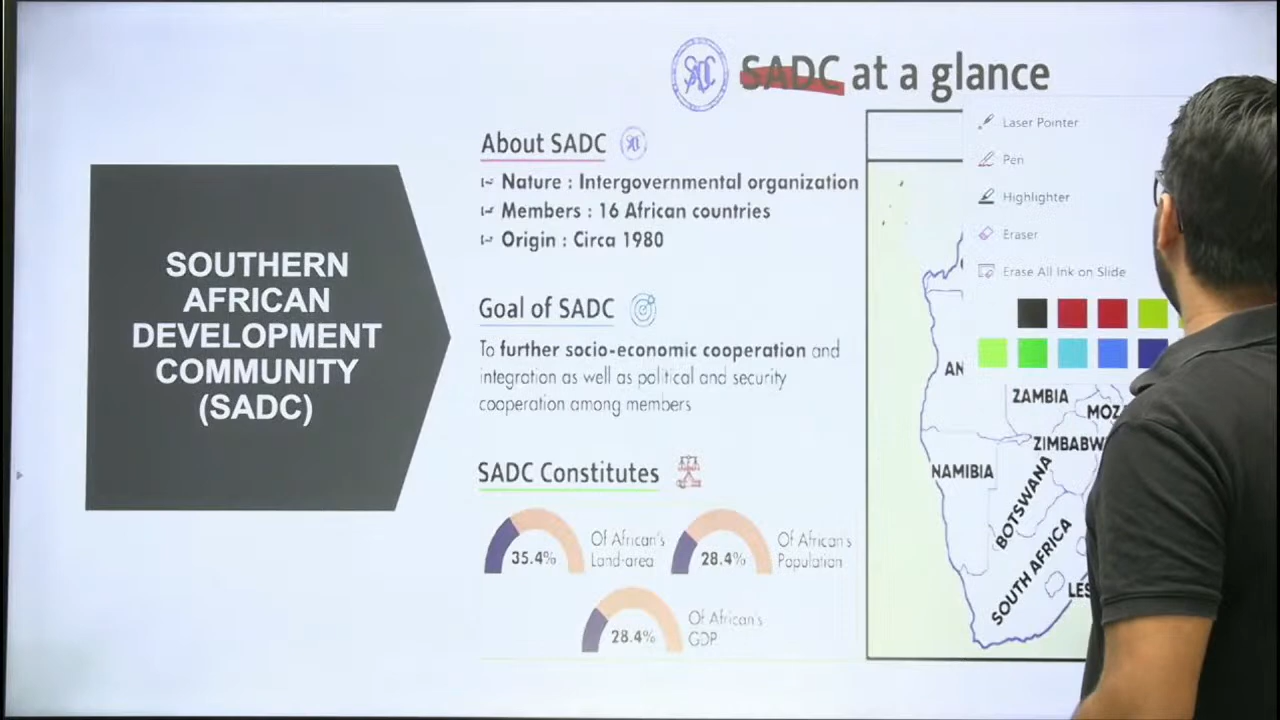 SADC at a glance
SOUTHERN
AFRICAN
DEVELOPMENT
COMMUNITY
(SADC)
About SADC
Nature : Intergovernmental organization
Members : 16 African countries
Origin : Circa 1980
Goal of SADC
To further socio-economic cooperation and
integration as well as political and security
cooperation among members
SADC Constitutes
35.4%
Of African's
Land-area
28.4%
Of African's
Population
28.4%
Of African's
GDP
Laser Pointer
Pen
Highlighter
Eraser
Erase All Ink on Slide
AN
ZAMBIA
MOZ
ZIMBABW
NAMIBIA
BOTSWANA
SOUTH AFRICA
LES